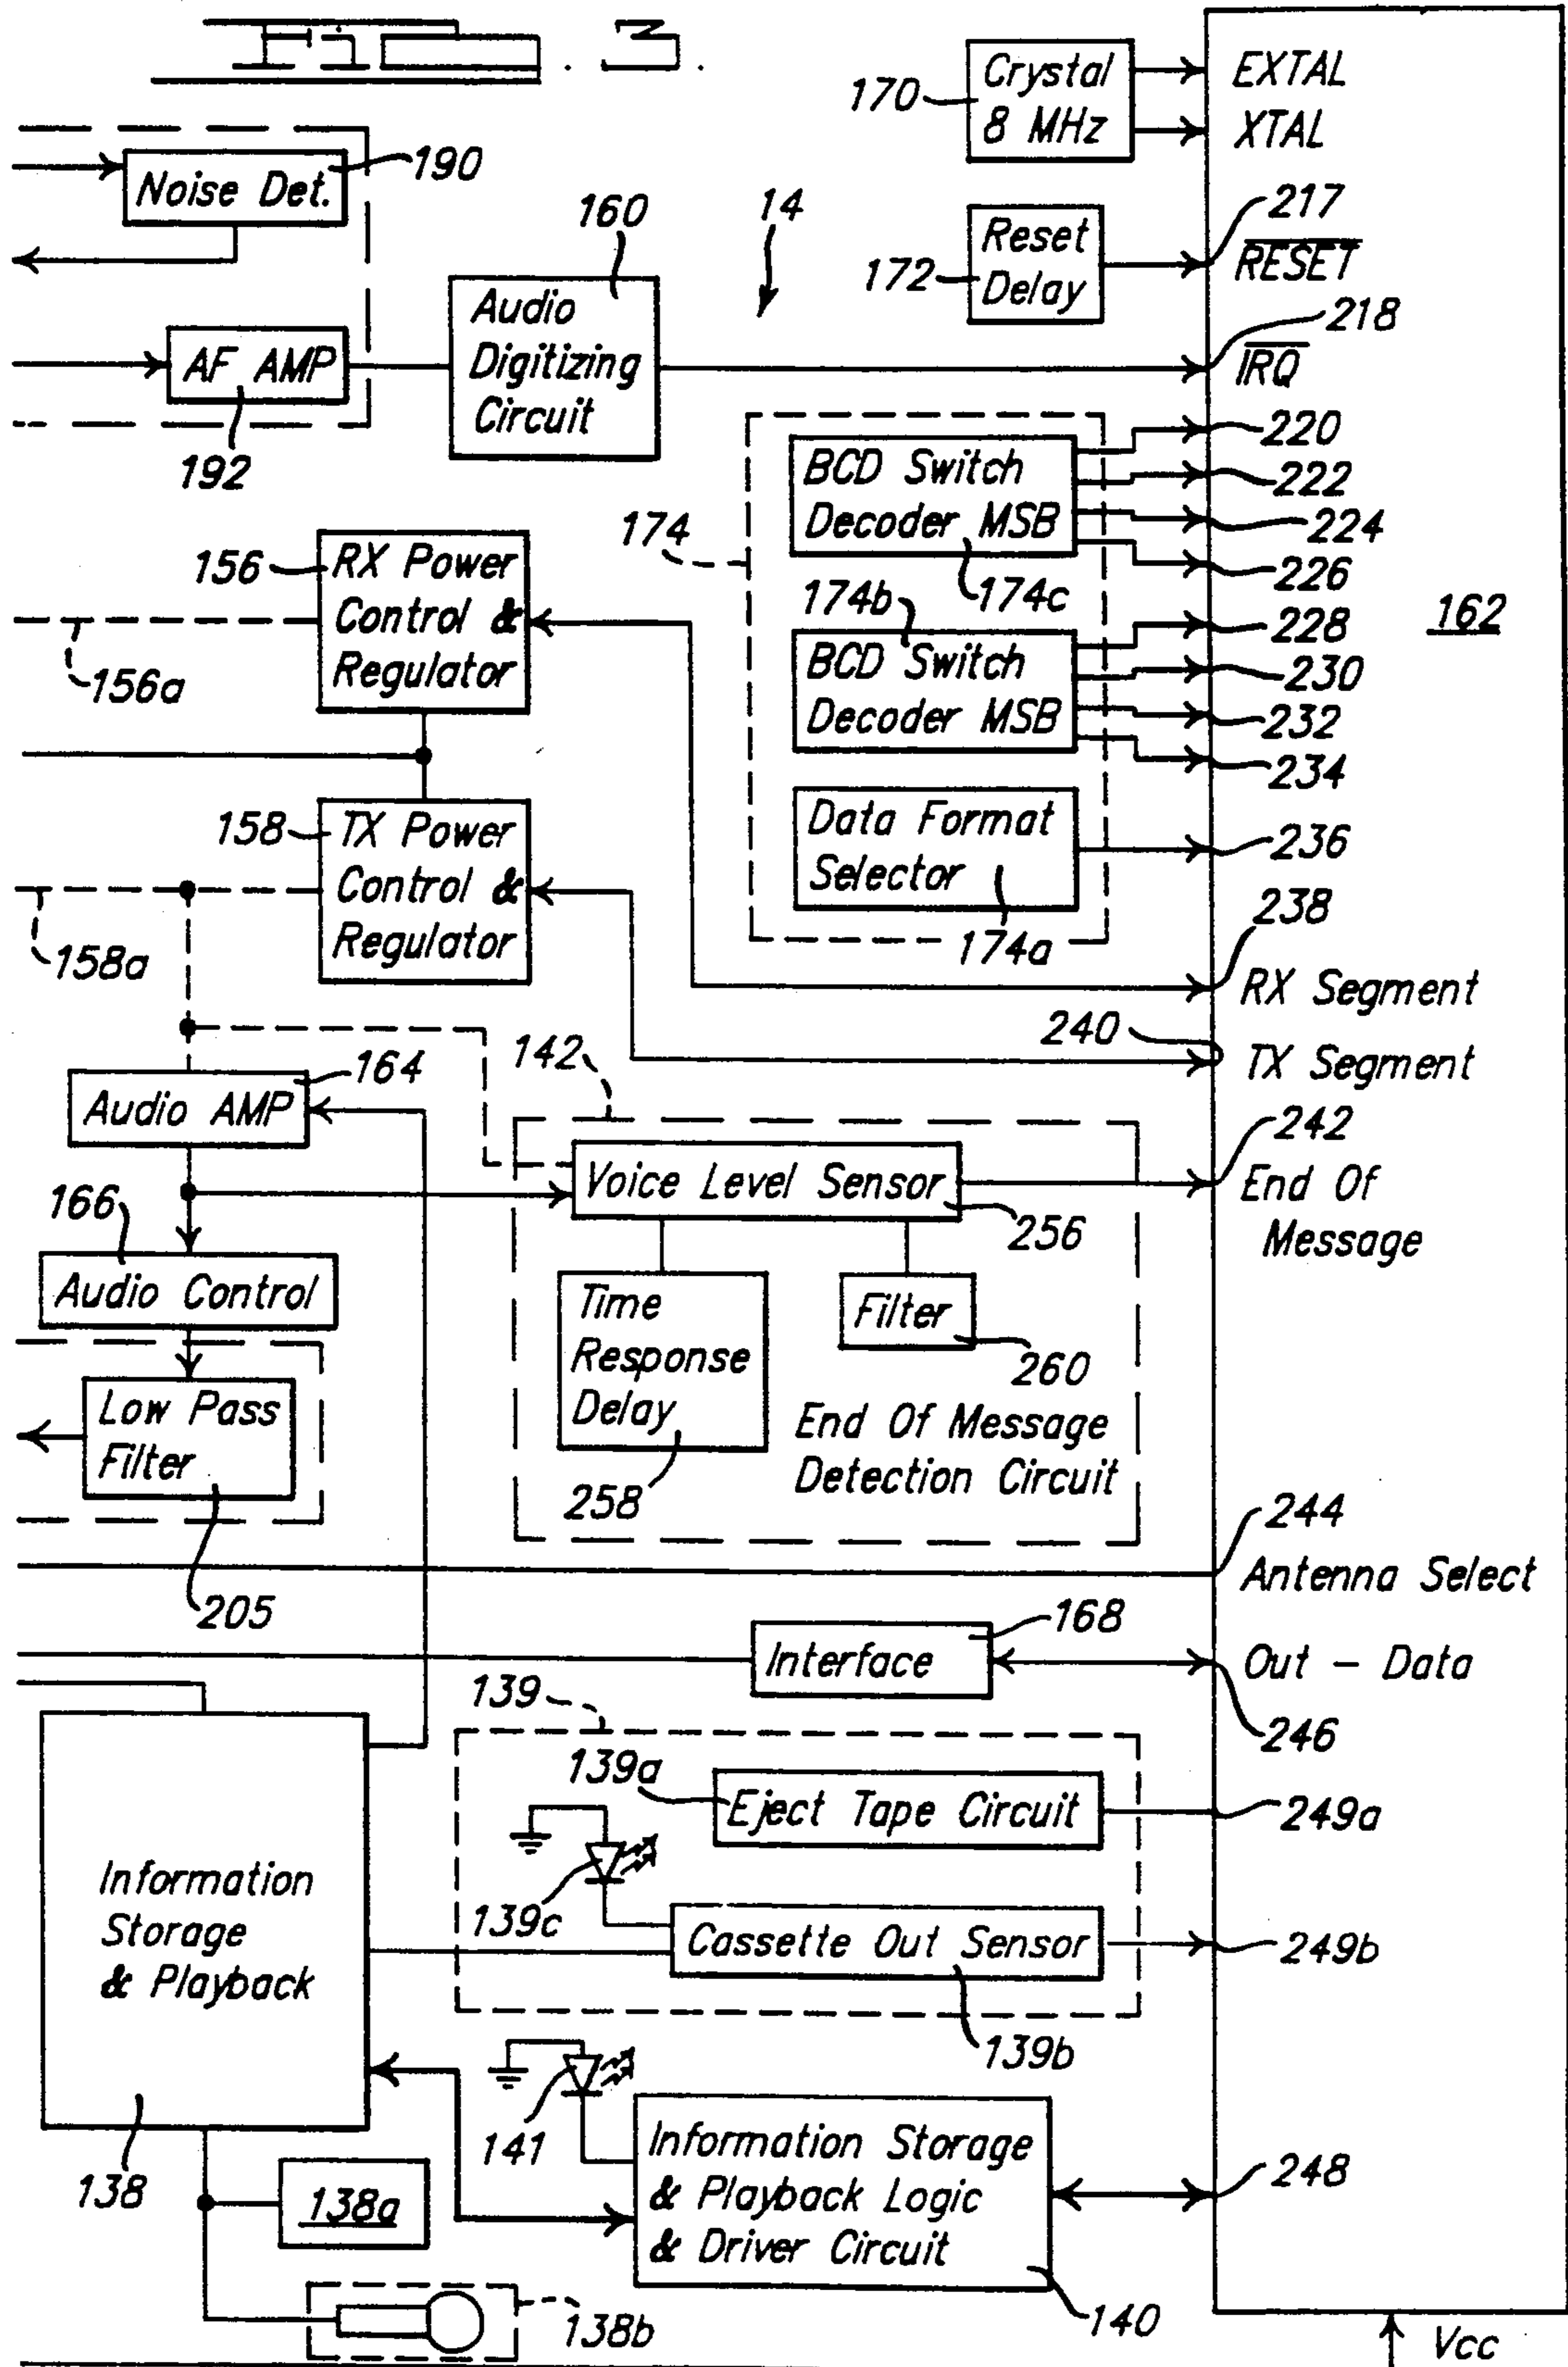 Crystal
8 MHz
170
EXTAL
XTAL
Noise Det.
190
160
14
Reset
Delay
172
217
RESET
AF AMP
192
Audio
Digitizing
Circuit
218
IRQ
174
BCD Switch
Decoder MSB
174c
220
222
224
226
162
156
RX Power
Control &
Regulator
156a
174b
BCD Switch
Decoder MSB
228
230
232
234
158
TX Power
Control &
Regulator
158a
Data Format
Selector
174a
236
238
RX Segment
240
TX Segment
142
164
Audio AMP
Voice Level Sensor
256
242
End Of
Message
166
Audio Control
Time
Response
Delay
258
Filter
260
End Of Message
Detection Circuit
Low Pass
Filter
205
244
Antenna Select
Interface
168
Out - Data
246
139
139a
Eject Tape Circuit
249a
139c
Cassette Out Sensor
249b
139b
Information
Storage
& Playback
138
141
Information Storage
& Playback Logic
& Driver Circuit
248
140
138a
138b
Vcc